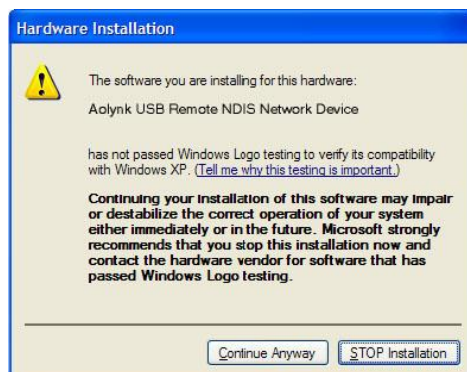 Hardware Installation
The software you are installing for this hardware:
Aolynk USB Remote NDIS Network Device
has not passed Windows Logo testing to verify its compatibility
with Windows XP. (Tell me why this testing is important.)
Continuing your installation of this software may impair
or destabilize the correct operation of your system
either immediately or in the future. Microsoft strongly
recommends that you stop this installation now and
contact the hardware vendor for software that has
passed Windows Logo testing.
Continue Anyway
STOP Installation